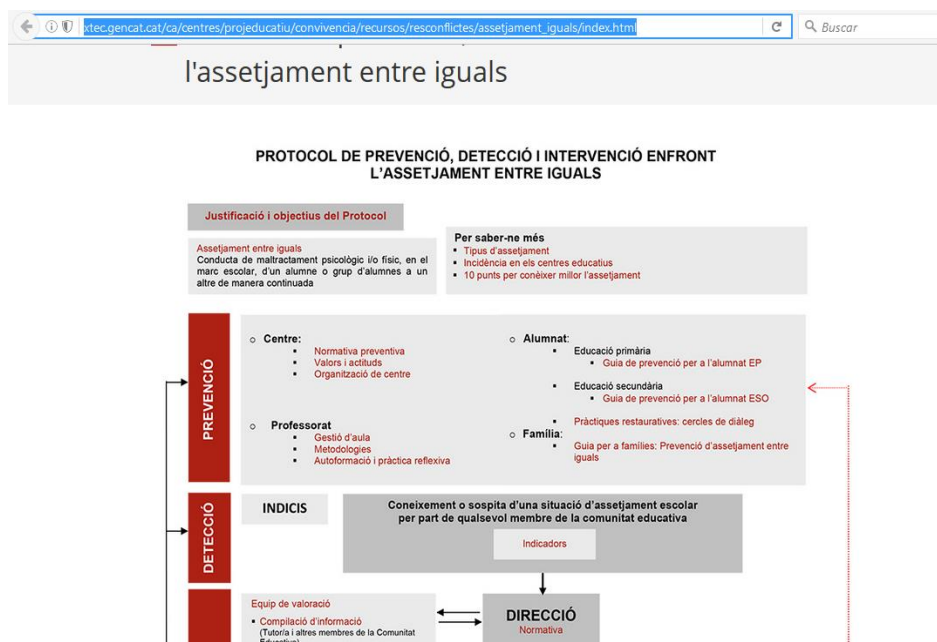 xtec.gencat.cat/ca/centres/projeducatiu/convivencia/recursos/resconflictes/assetjament_iguals/index.html
Buscar
l'assetjament entre iguals
PROTOCOL DE PREVENCIÓ, DETECCIÓ I INTERVENCIÓ ENFRONT
L'ASSETJAMENT ENTRE IGUALS
Justificació i objectius del Protocol
Assetjament entre iguals
Conducta de maltractament psicològic i/o físic, en el
marc escolar, d'un alumne o grup d'alumnes a un
altre de manera continuada
Per saber-ne més
Tipus d'assetjament
Incidència en els centres educatius
10 punts per conèixer millor l'assetjament
PREVENCIÓ
Centre:
Normativa preventiva
Valors i actituds
Organització de centre
Professorat
Gestió d'aula
Metodologies
Autoformació i pràctica reflexiva
Alumnat:
Educació primària
Guia de prevenció per a l'alumnat EP
Educació secundària
Guia de prevenció per a l'alumnat ESO
Pràctiques restauratives: cercles de diàleg
Família:
Guia per a famílies: Prevenció d'assetjament entre
iguals
DETECCIÓ
INDICIS
Coneixement o sospita d'una situació d'assetjament escolar
per part de qualsevol membre de la comunitat educativa
Indicadors
Equip de valoració
Compilació d'informació
(Tutor/a i altres membres de la Comunitat
DIRECCIÓ
Normativa